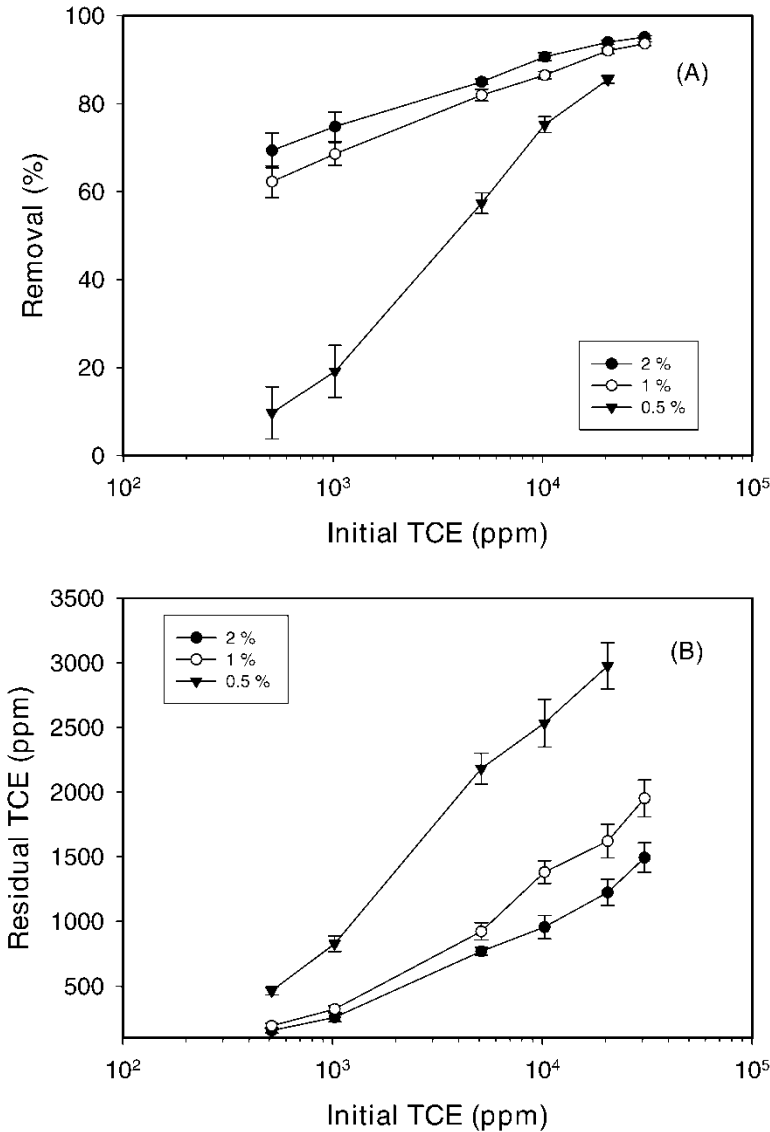 100
(A)
80
60
Removal (%)
40
20
2 %
1 %
0.5 %
0
10² 10³ 10⁴ 10⁵
Initial TCE (ppm)
3500
2 %
1 %
0.5 %
(B)
3000
2500
2000
Residual TCE (ppm)
1500
1000
500
10² 10³ 10⁴ 10⁵
Initial TCE (ppm)